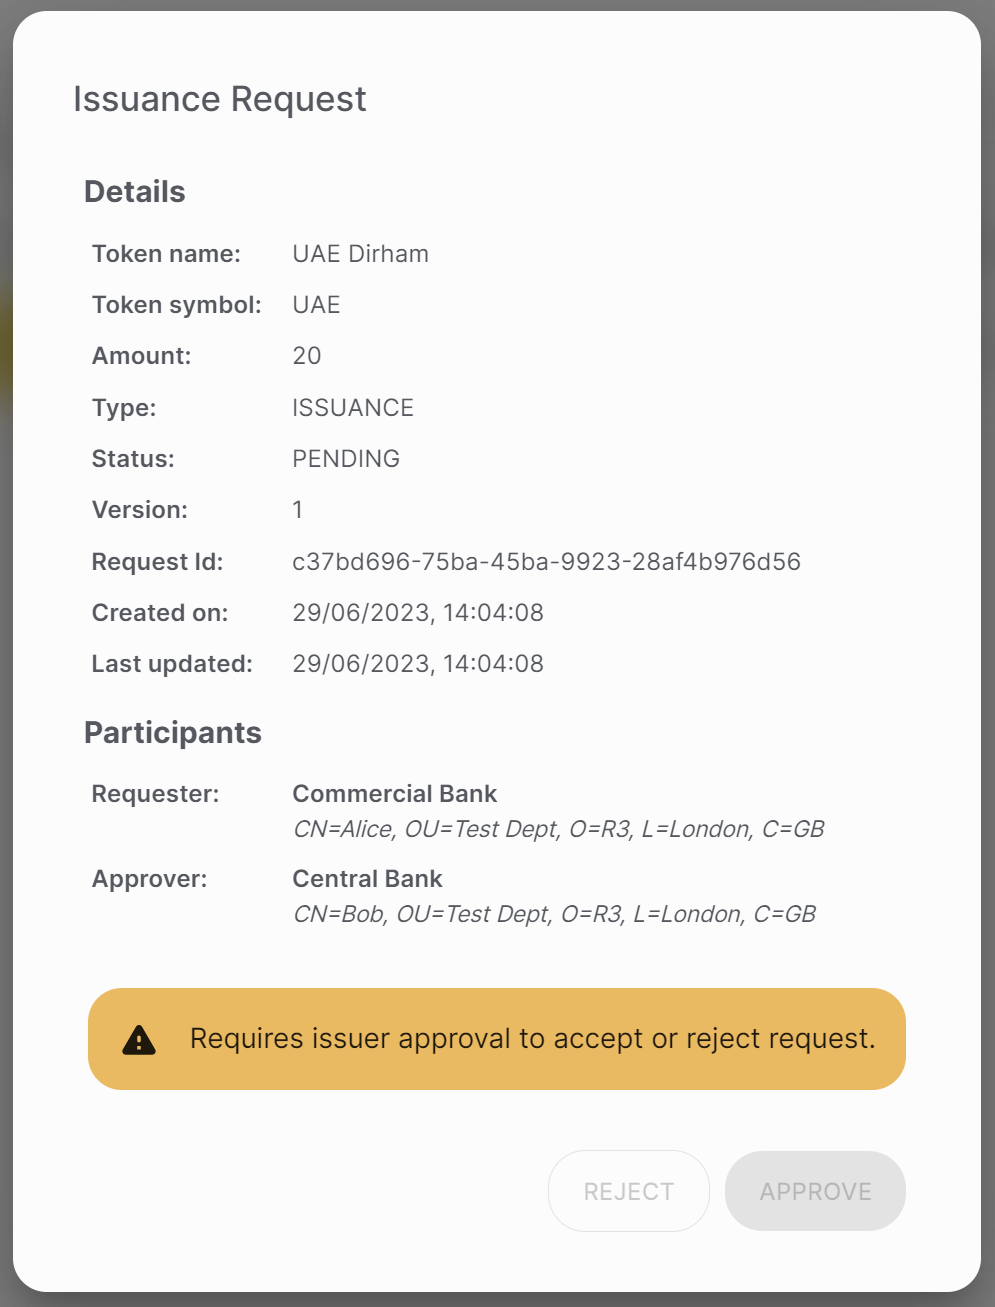 Issuance Request
Details
Token name: UAE Dirham
Token symbol: UAE
Amount: 20
Type: ISSUANCE
Status: PENDING
Version: 1
Request Id: c37bd696-75ba-45ba-9923-28af4b976d56
Created on: 29/06/2023, 14:04:08
Last updated: 29/06/2023, 14:04:08
Participants
Requester: Commercial Bank
CN=Alice, OU=Test Dept, O=R3, L=London, C=GB
Approver: Central Bank
CN=Bob, OU=Test Dept, O=R3, L=London, C=GB
Requires issuer approval to accept or reject request.
REJECT APPROVE